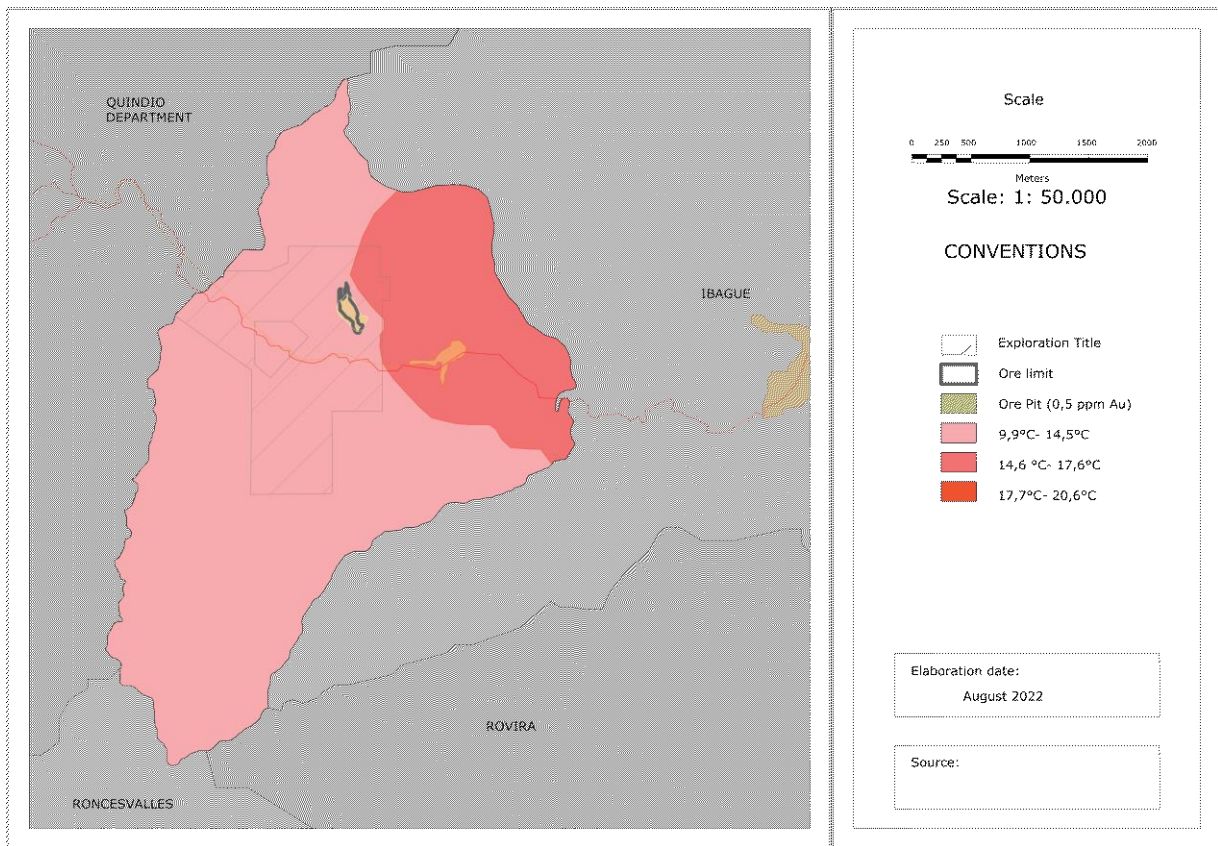 QUINDIO
DEPARTMENT
IBAGUE
ROVIRA
RONCESVALLES
Scale
0 250 500 1000 1500 2000
Meters
Scale: 1: 50.000
CONVENTIONS
Exploration Title
Ore limit
Ore Pit (0,5 ppm Au)
9,9°C- 14,5°C
14,6 °C- 17,6°C
17,7°C- 20,6°C
Elaboration date:
August 2022
Source: